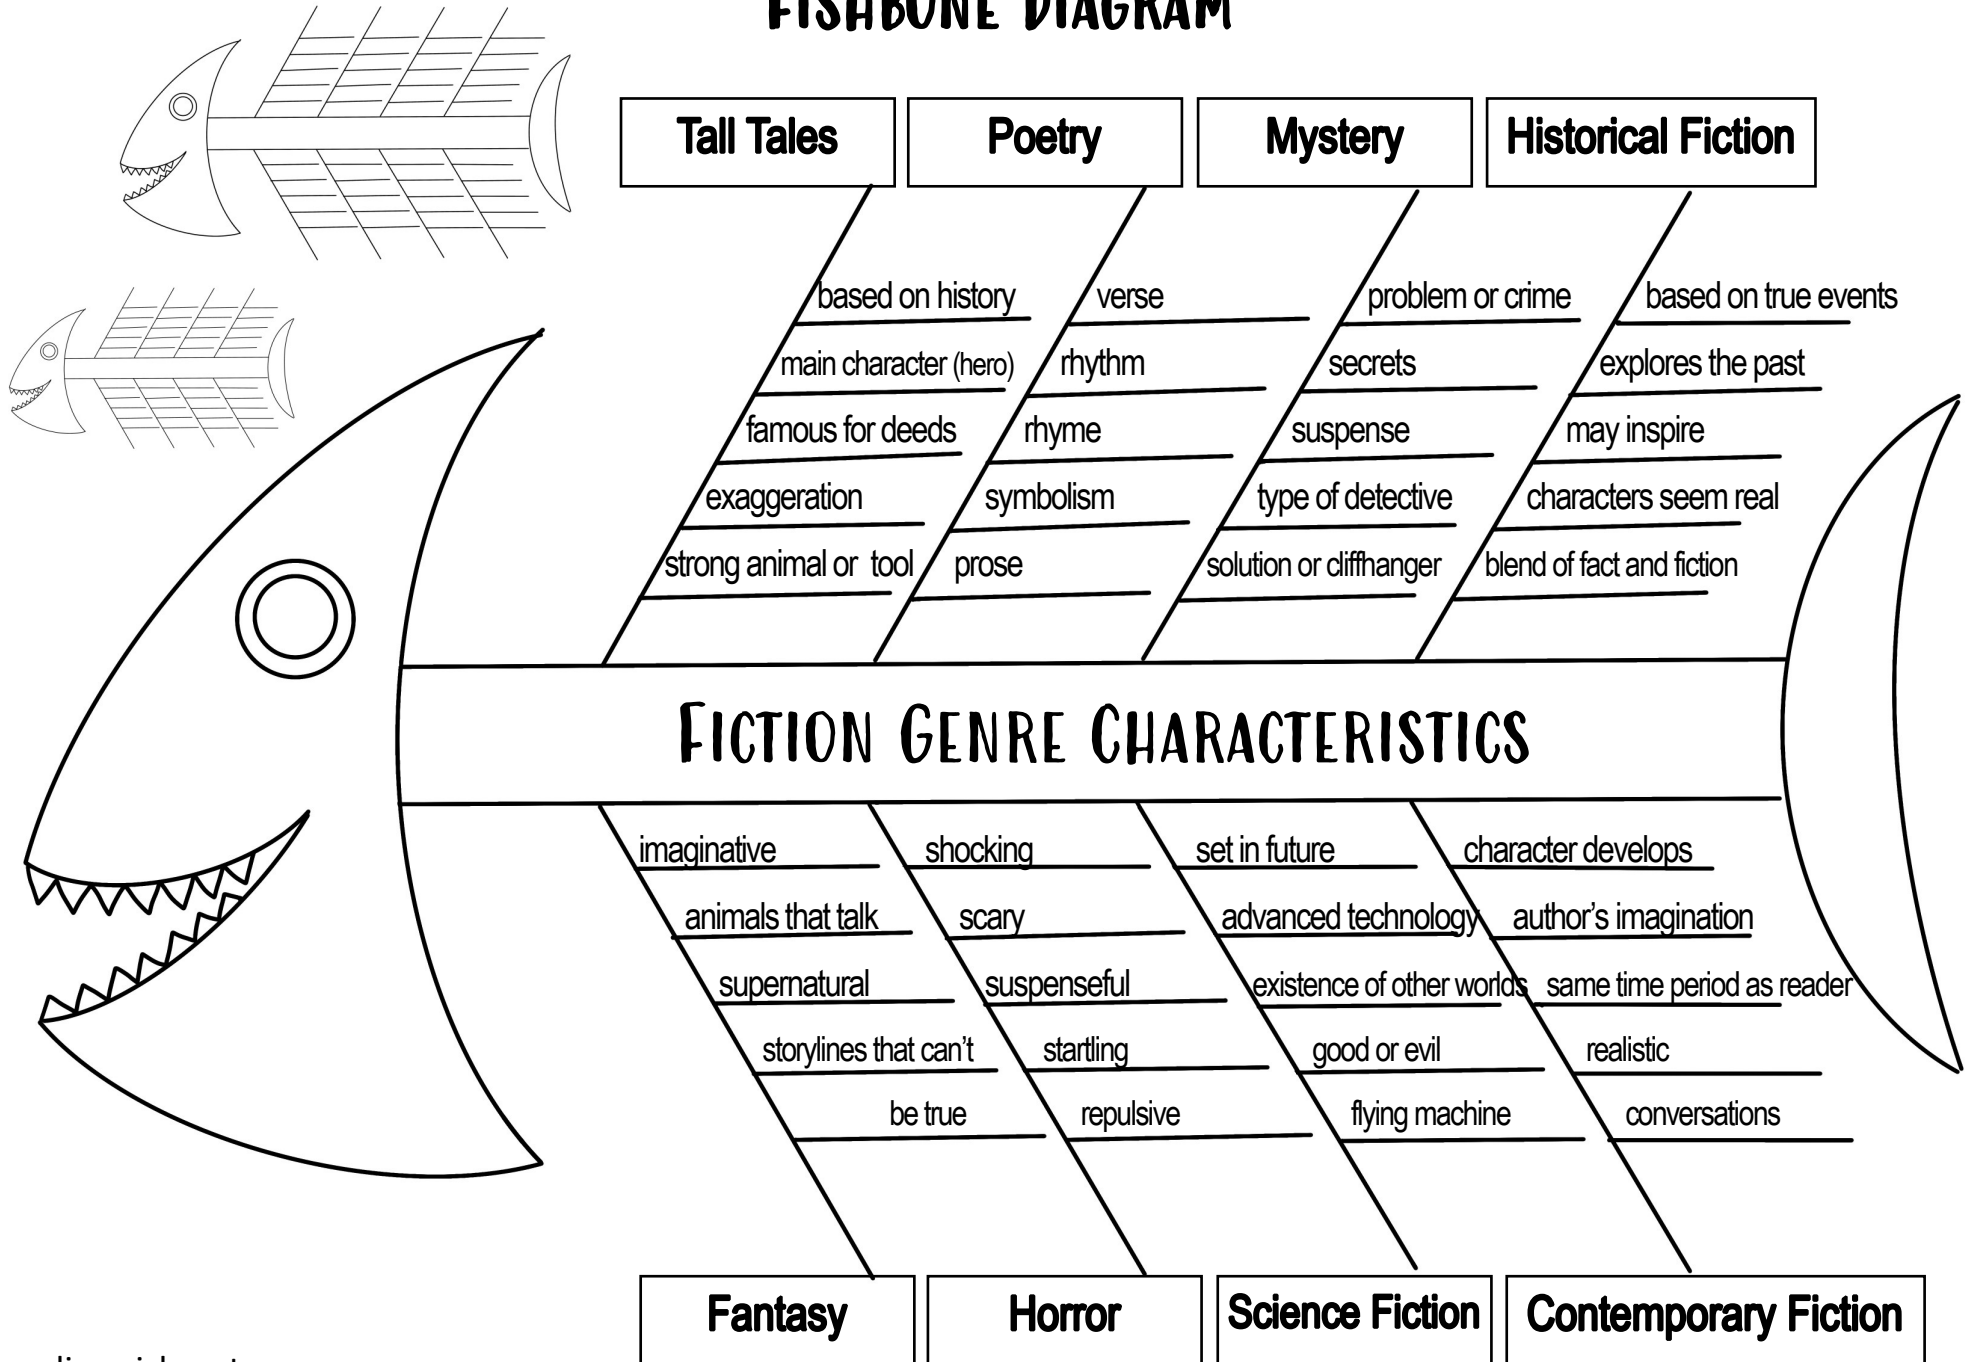 FISHBONE DIAGRAM
Tall Tales
based on history
main character (hero)
famous for deeds
exaggeration
strong animal or tool
Poetry
verse
rhythm
rhyme
symbolism
prose
Mystery
problem or crime
secrets
suspense
type of detective
solution or cliffhanger
Historical Fiction
based on true events
explores the past
may inspire
characters seem real
blend of fact and fiction
FICTION GENRE CHARACTERISTICS
imaginative
animals that talk
supernatural
storylines that can't
be true
Fantasy
shocking
scary
suspenseful
startling
repulsive
Horror
set in future
advanced technology
existence of other worlds
good or evil
flying machine
Science Fiction
character develops
author's imagination
same time period as reader
realistic
conversations
Contemporary Fiction